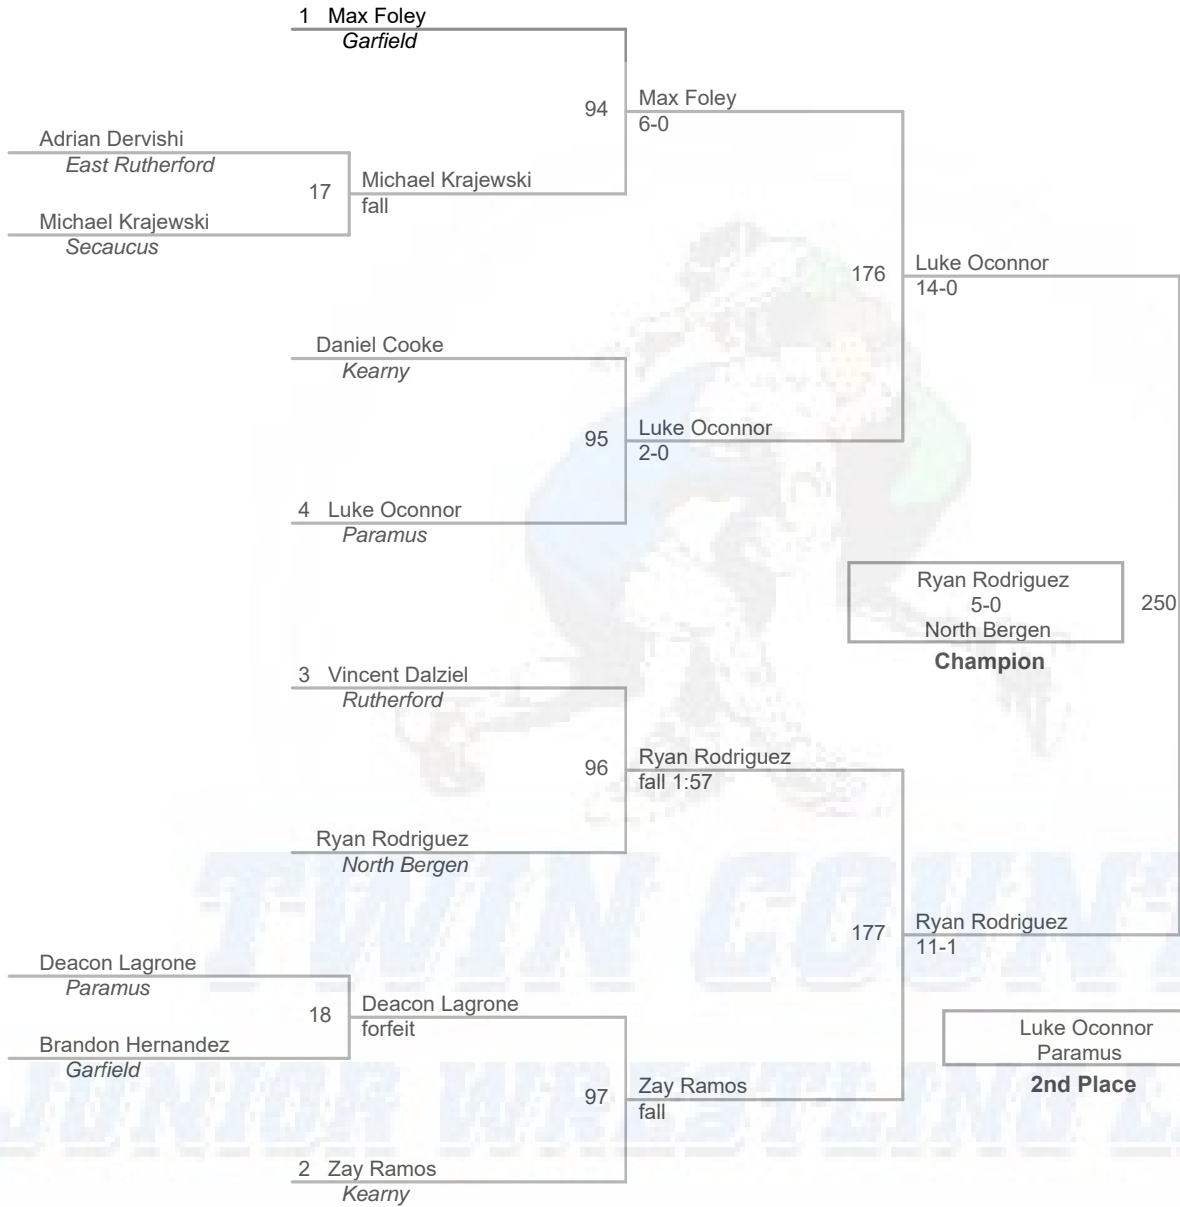 1 Max Foley
Garfield
94
Max Foley
6-0
Adrian Dervishi
East Rutherford
17
Michael Krajewski
fall
Michael Krajewski
Secaucus
176
Luke Oconnor
14-0
Daniel Cooke
Kearny
95
Luke Oconnor
2-0
4 Luke Oconnor
Paramus
Ryan Rodriguez
5-0
North Bergen
Champion
250
3 Vincent Dalziel
Rutherford
96
Ryan Rodriguez
fall 1:57
Ryan Rodriguez
North Bergen
177
Ryan Rodriguez
11-1
Deacon Lagrone
Paramus
18
Deacon Lagrone
forfeit
Brandon Hernandez
Garfield
Luke Oconnor
Paramus
2nd Place
97
Zay Ramos
fall
2 Zay Ramos
Kearny
TWIN COUNT
JUNIOR WRESTLING L